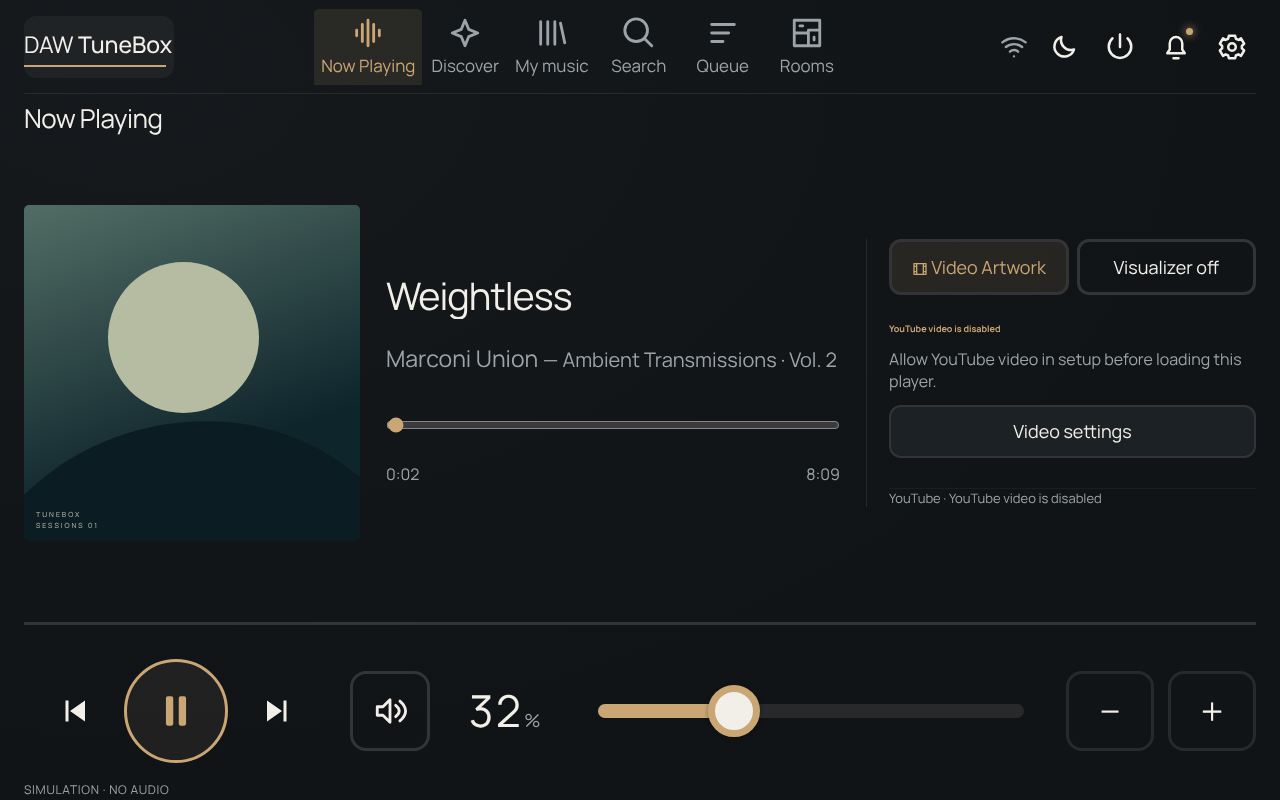 DAW TuneBox
Now Playing
Discover
My music
Search
Queue
Rooms
Now Playing
TUNEBOX
SESSIONS 01
Weightless
Marconi Union — Ambient Transmissions · Vol. 2
0:02
8:09
Video Artwork
Visualizer off
YouTube video is disabled
Allow YouTube video in setup before loading this
player.
Video settings
YouTube · YouTube video is disabled
32%
SIMULATION · NO AUDIO